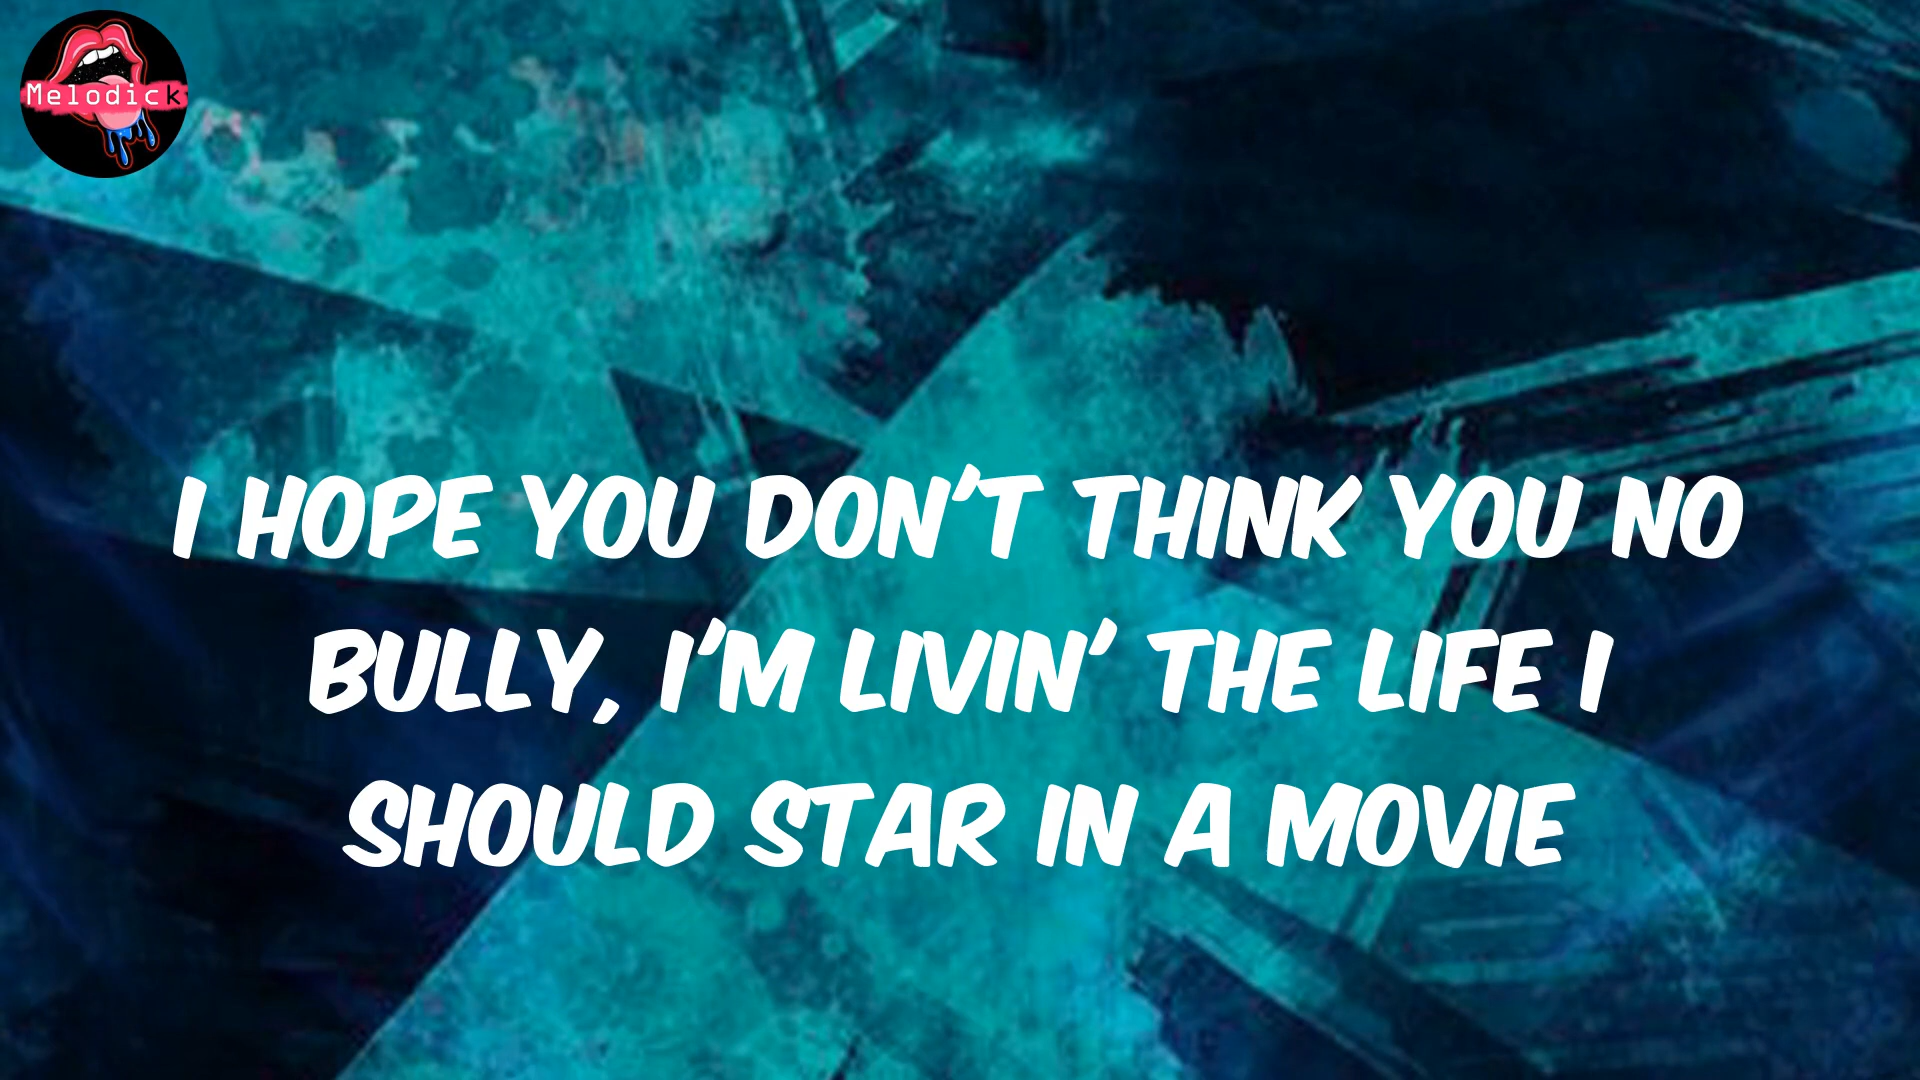 Melodick
I HOPE YOU DON'T THINK YOU NO
BULLY, I'M LIVIN' THE LIFE I
SHOULD STAR IN A MOVIE